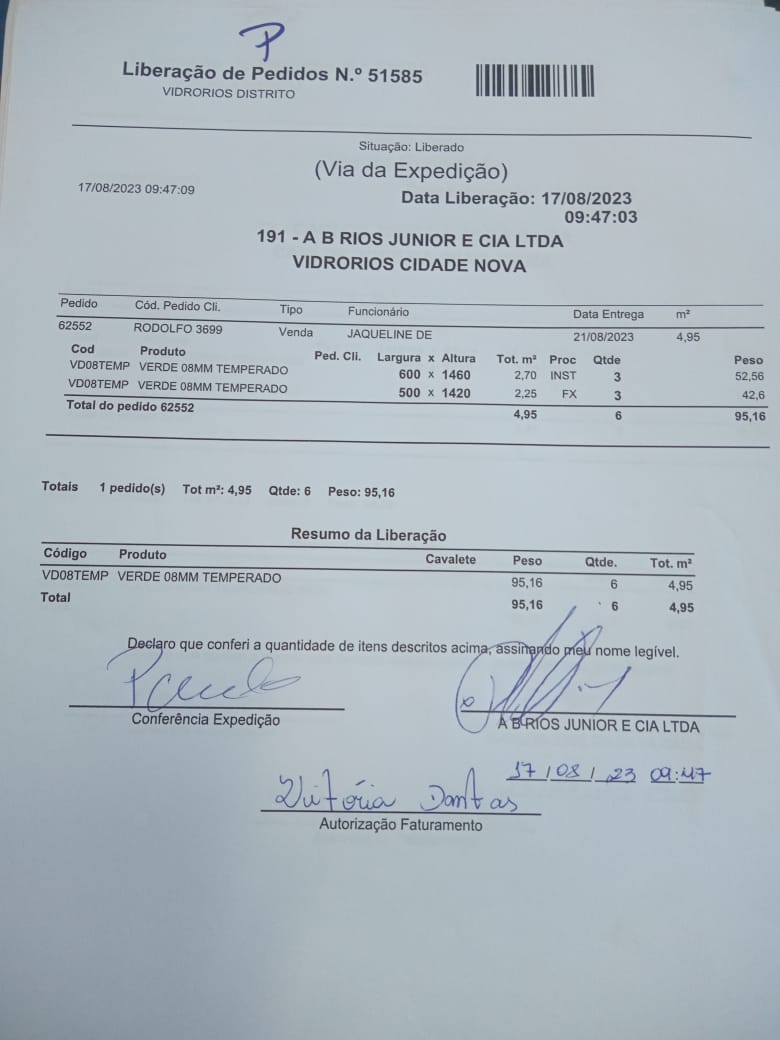 P
Liberação de Pedidos N.º 51585
VIDRORIOS DISTRITO
Situação: Liberado
(Via da Expedição)
17/08/2023 09:47:09
Data Liberação: 17/08/2023
09:47:03
191 - A B RIOS JUNIOR E CIA LTDA
VIDRORIOS CIDADE NOVA
Pedido Cód. Pedido Cli. Tipo Funcionário Data Entrega m²
62552 RODOLFO 3699 Venda JAQUELINE DE 21/08/2023 4,95
Cod Produto Ped. Cli. Largura x Altura Tot. m² Proc Qtde Peso
VD08TEMP VERDE 08MM TEMPERADO 600 x 1460 2,70 INST 3 52,56
VD08TEMP VERDE 08MM TEMPERADO 500 x 1420 2,25 FX 3 42,6
Total do pedido 62552 4,95 6 95,16
Totais 1 pedido(s) Tot m²: 4,95 Qtde: 6 Peso: 95,16
Resumo da Liberação
Código Produto Cavalete Peso Qtde. Tot. m²
VD08TEMP VERDE 08MM TEMPERADO 95,16 6 4,95
Total 95,16 6 4,95
Declaro que conferi a quantidade de itens descritos acima, assinando meu nome legível.
Conferência Expedição
A B RIOS JUNIOR E CIA LTDA
17/08/23 09:47
Vitória Dantas
Autorização Faturamento